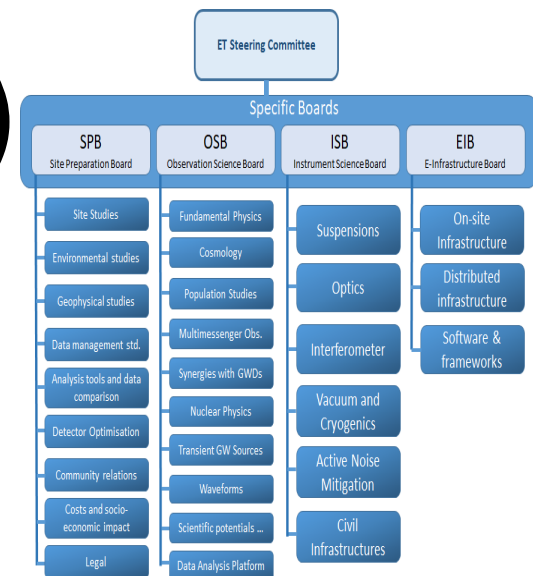 ET Steering Committee
Specific Boards
SPB
Site Preparation Board
OSB
Observation Science Board
ISB
Instrument Science Board
EIB
E-Infrastructure Board
Site Studies
Environmental studies
Geophysical studies
Data management std.
Analysis tools and data
comparison
Detector Optimisation
Community relations
Costs and socio-
economic impact
Legal
Fundamental Physics
Cosmology
Population Studies
Multimessenger Obs.
Synergies with GWDs
Nuclear Physics
Transient GW Sources
Waveforms
Scientific potentials ...
Data Analysis Platform
Suspensions
Optics
Interferometer
Vacuum and
Cryogenics
Active Noise
Mitigation
Civil
Infrastructures
On-site
Infrastructure
Distributed
infrastructure
Software &
frameworks